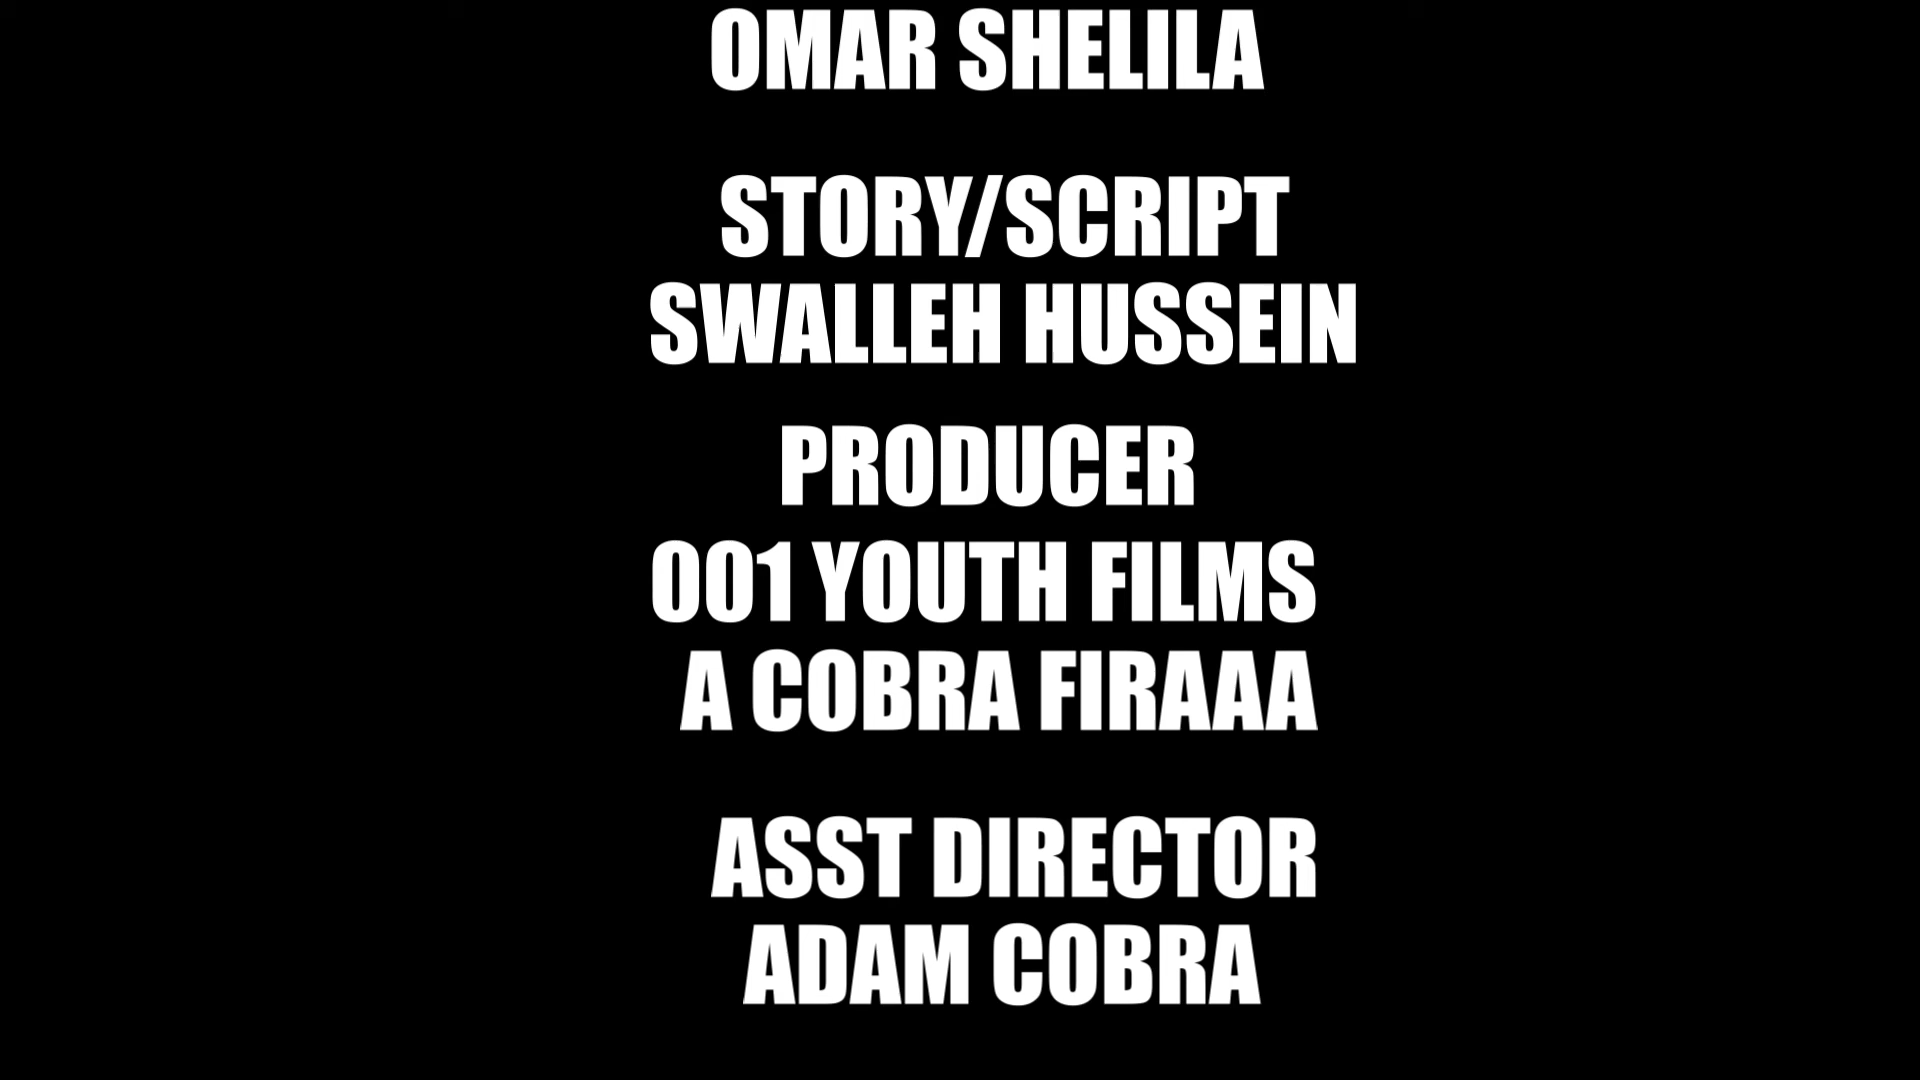 OMAR SHELILA
STORY/SCRIPT
SWALLEH HUSSEIN
PRODUCER
001 YOUTH FILMS
A COBRA FIRAAA
ASST DIRECTOR
ADAM COBRA